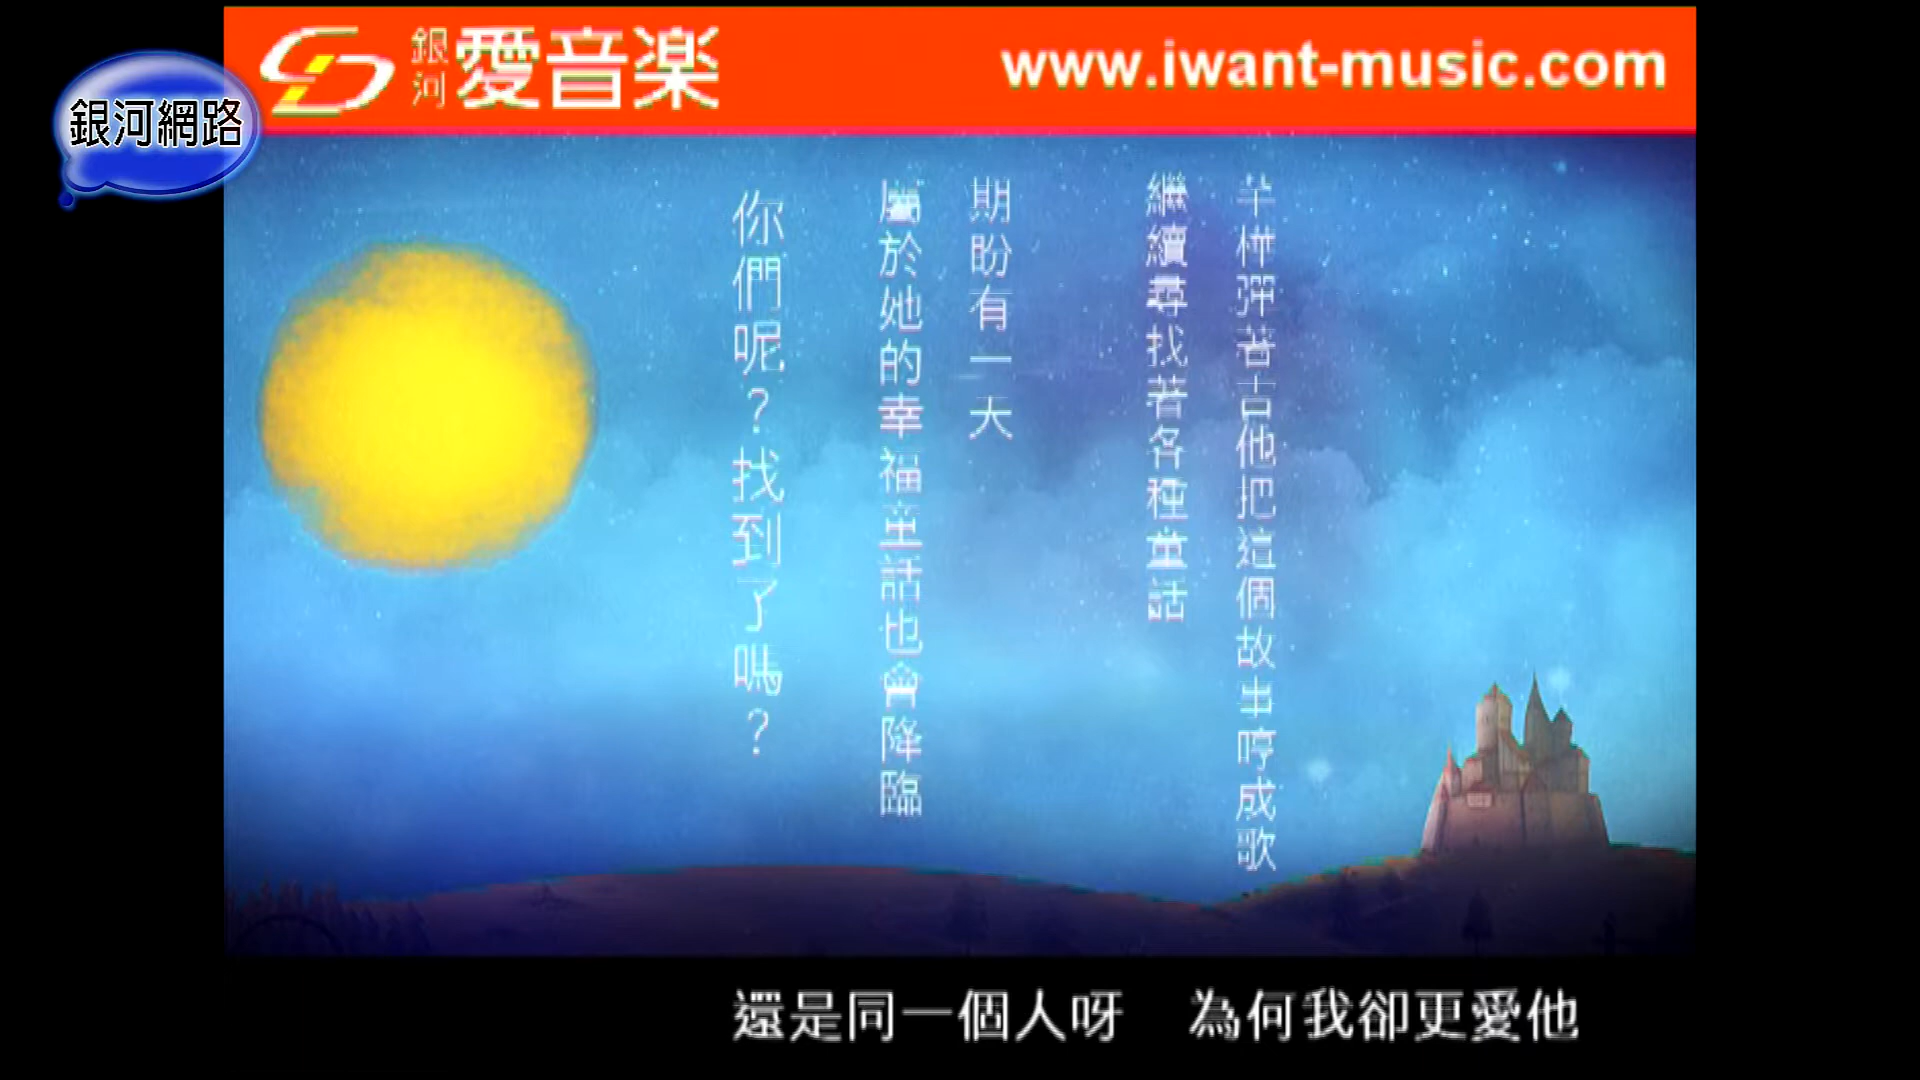 銀河網路
銀河 愛音楽
www.iwant-music.com
羊樺彈著吉他把這個故事哼成歌
繼續尋找著各種童話
期盼有一天
屬於她的幸福童話也會降臨
你們呢？找到了嗎？
還是同一個人呀　為何我卻更愛他